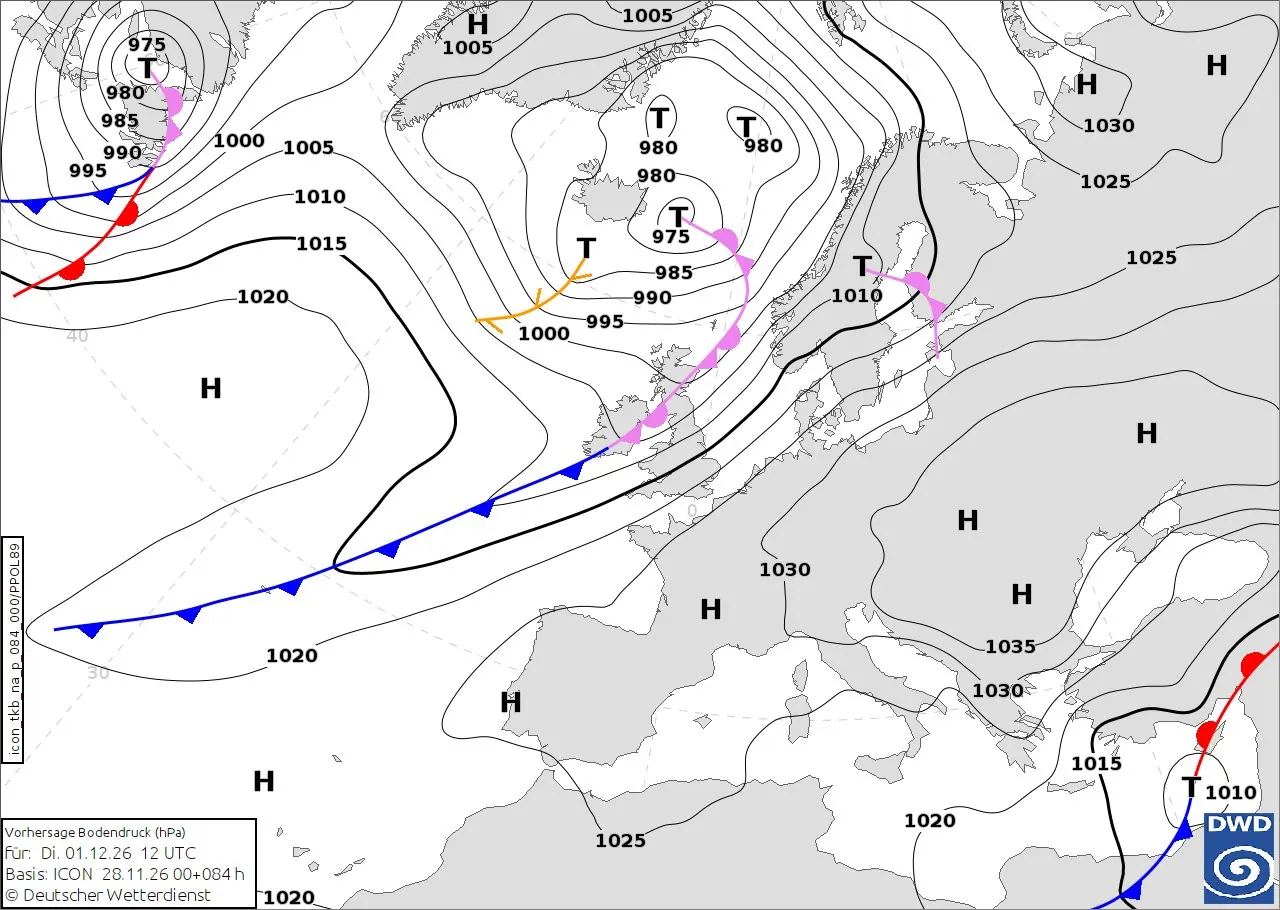 1005
H
1005
975
T
980
985
990
995
1000
1005
1010
1015
1020
40
H
T
980
T
980
980
T
975
T
985
990
995
1000
T
1010
H
H
1030
1025
1025
H
H
H
1035
1030
1030
H
H
0
30
1020
H
1025
1020
1020
1015
T
1010
icon_tkb_na_p_084_000/PPOL89
Vorhersage Bodendruck (hPa)
für: Di. 01.12.26 12 UTC
Basis: ICON 28.11.26 00+084 h
© Deutscher Wetterdienst
DWD